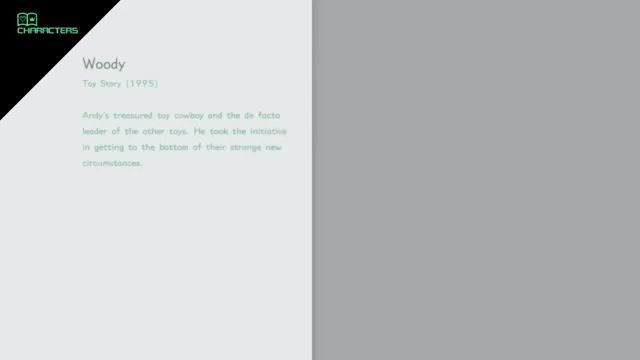 CHARACTERS
Woody
Toy Story (1995)
Andy's treasured toy cowboy and the de facto
leader of the other toys. He took the initiative
in getting to the bottom of their strange new
circumstances.